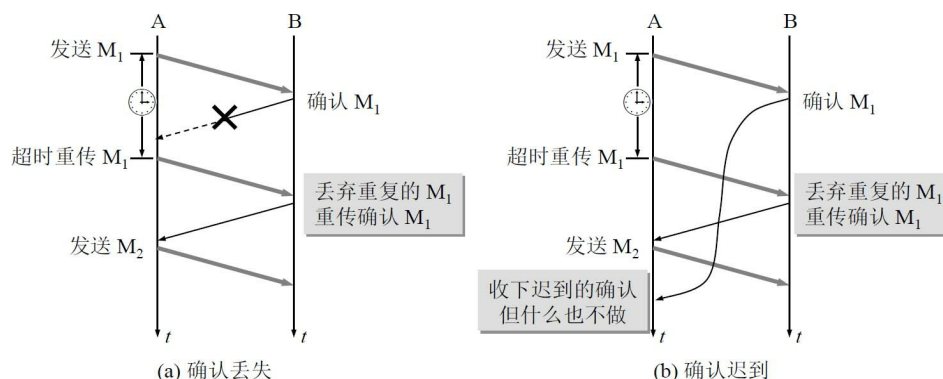 A
B
发送 M₁
确认 M₁
超时重传 M₁
丢弃重复的 M₁
重传确认 M₁
发送 M₂
t
t
(a) 确认丢失
A
B
发送 M₁
确认 M₁
超时重传 M₁
丢弃重复的 M₁
重传确认 M₁
发送 M₂
收下迟到的确认
但什么也不做
t
t
(b) 确认迟到